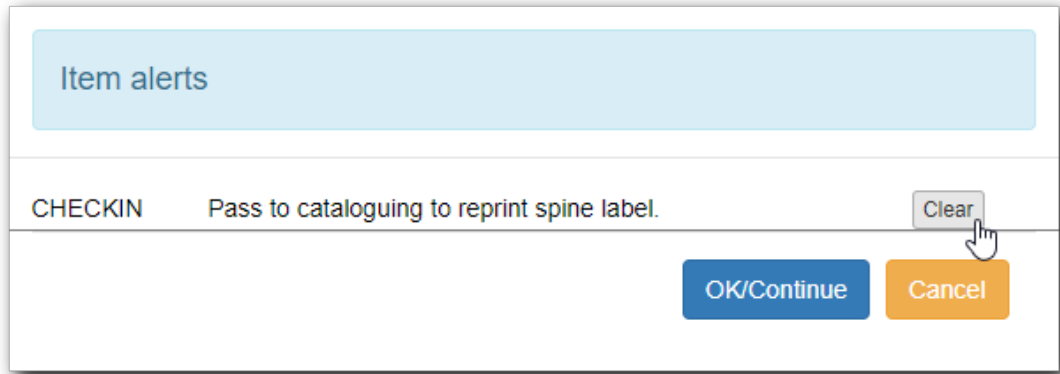 Item alerts
CHECKIN Pass to cataloguing to reprint spine label. Clear
OK/Continue Cancel